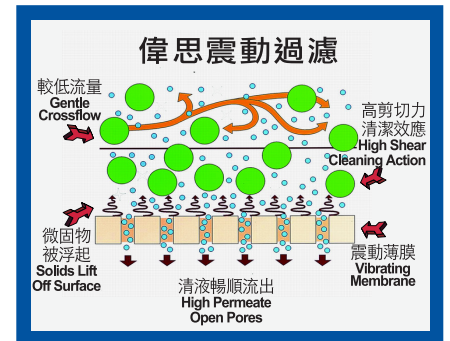 偉思震動過濾
較低流量
Gentle
Crossflow
高剪切力
清潔效應
High Shear
Cleaning Action
微固物
被浮起
Solids Lift
Off Surface
震動薄膜
Vibrating
Membrane
清液暢順流出
High Permeate
Open Pores